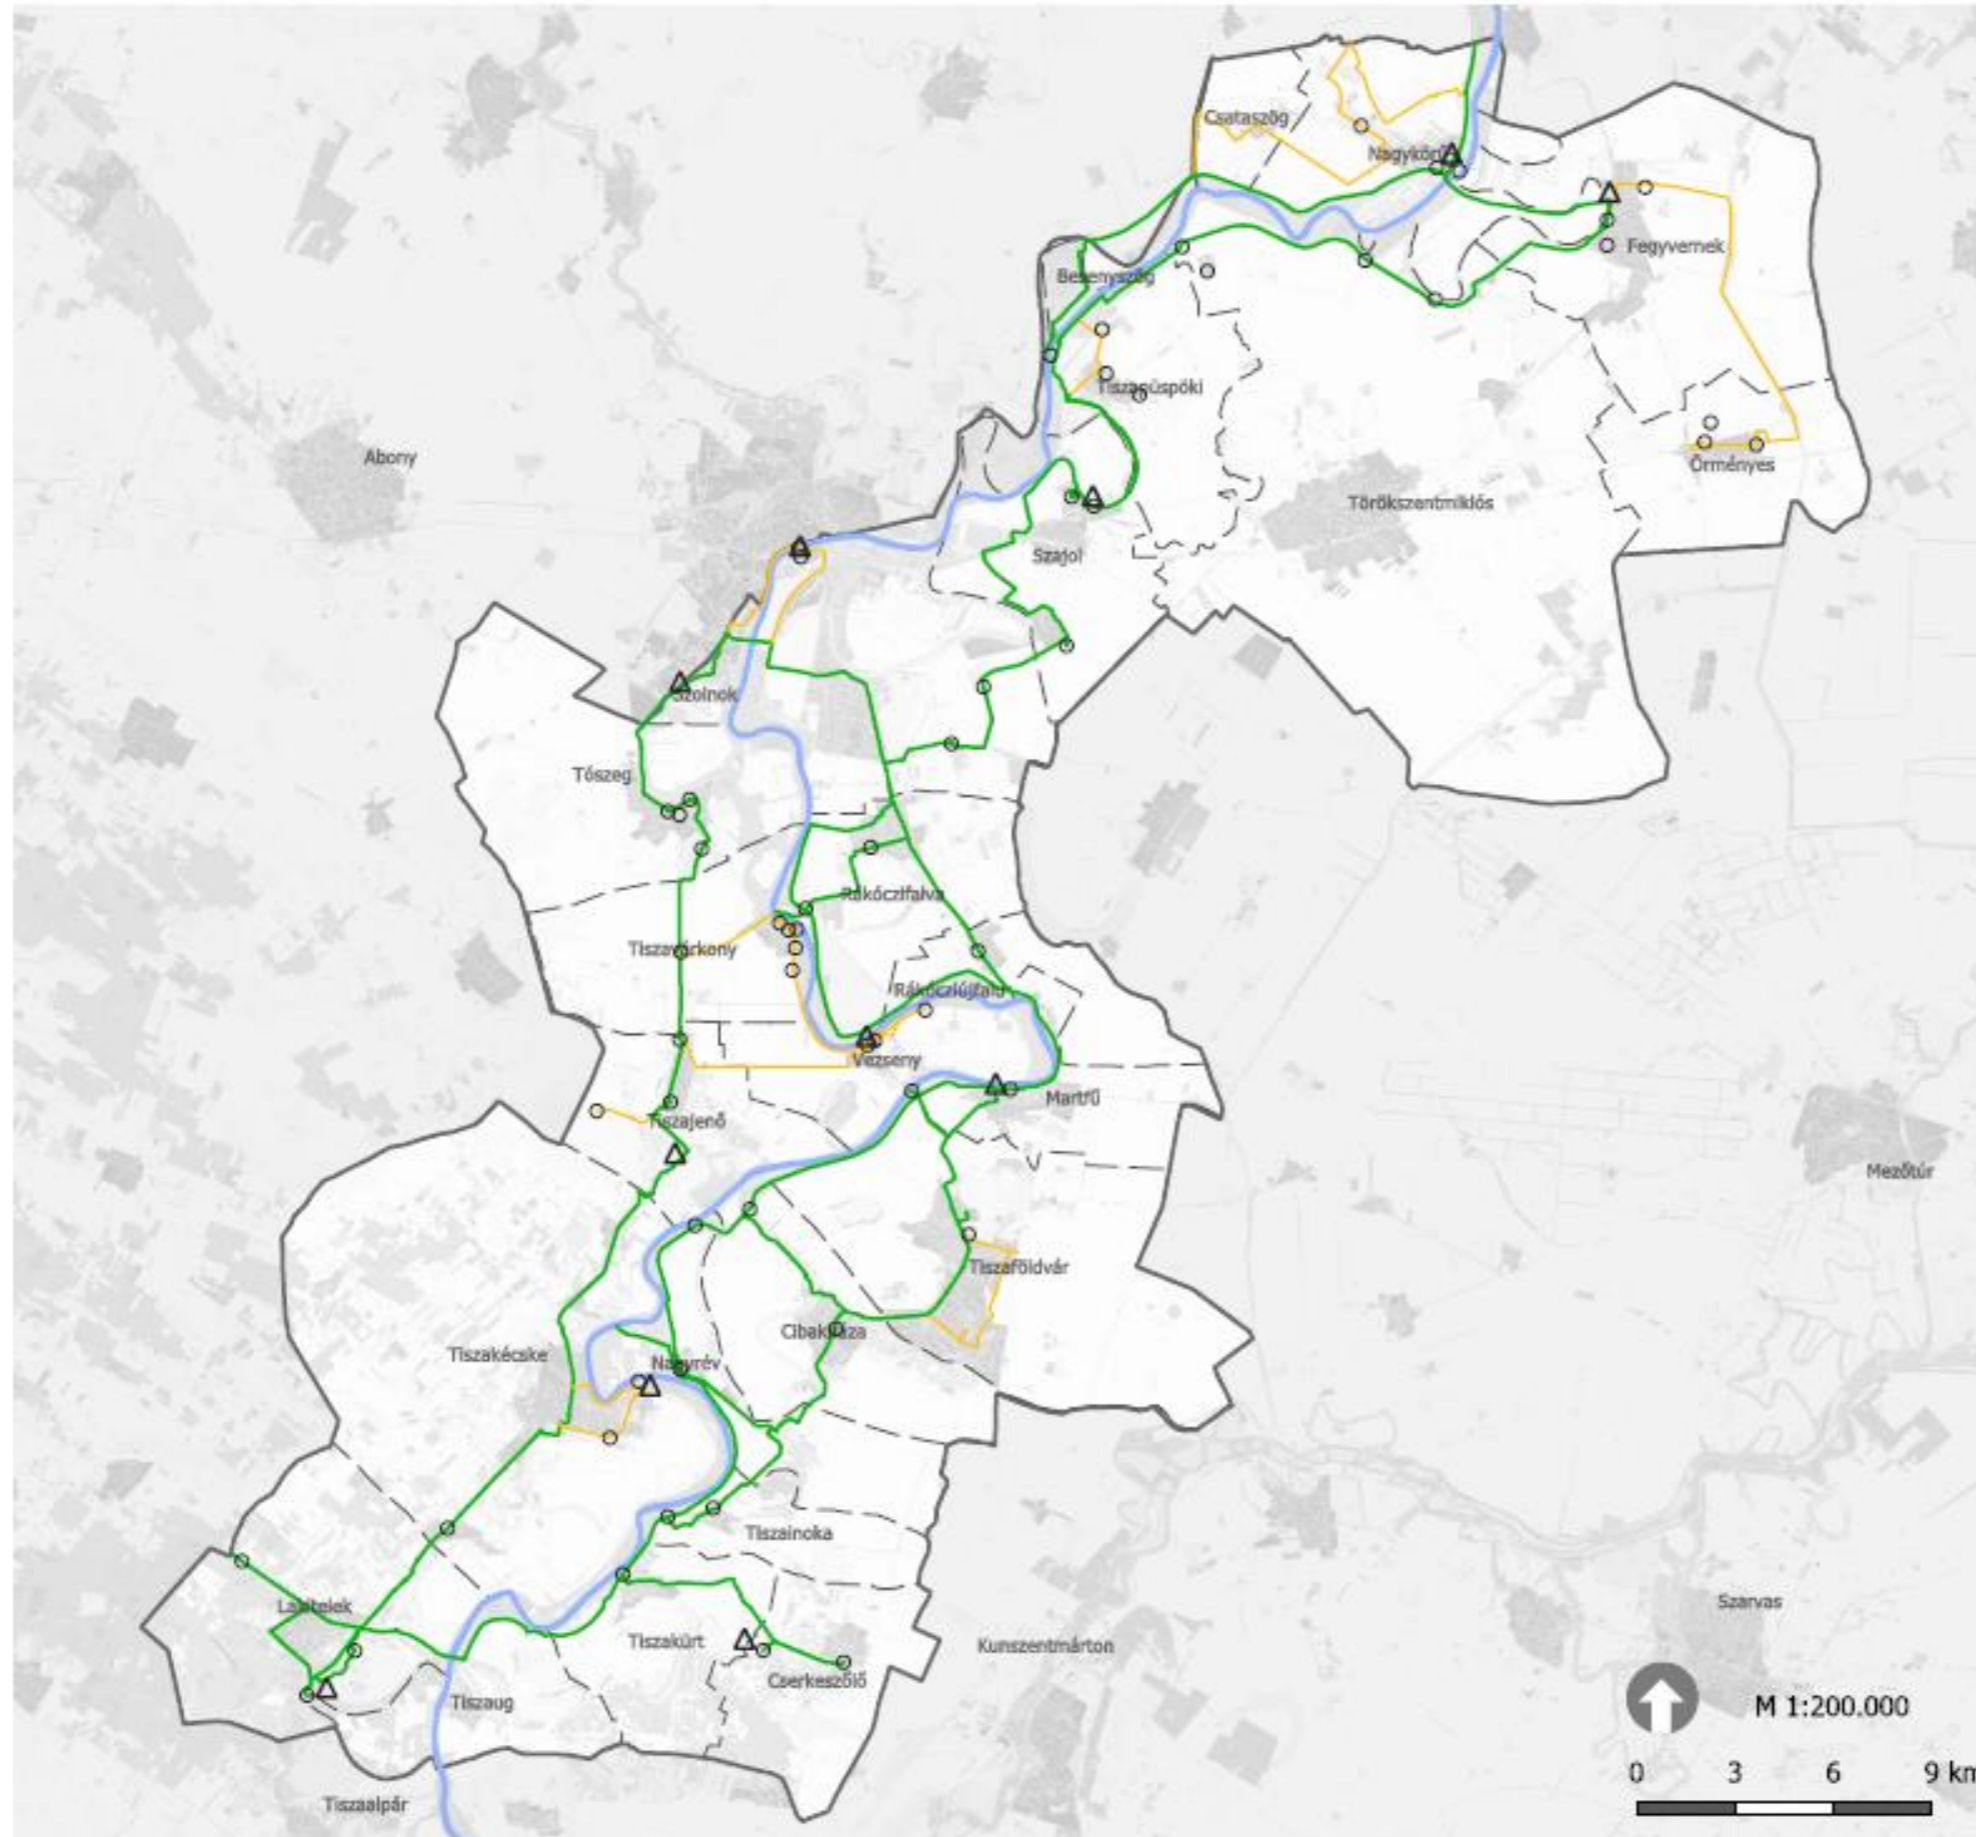 Csataszög
Nagykörű
Fegyvernek
Besenyszög
Tiszapüspöki
Abony
Örményes
Törökszentmiklós
Szajol
Szolnok
Tószeg
Rákóczifalva
Tiszavárkony
Rákócziújfalu
Vezseny
Martfű
Tiszajenő
Mezőtúr
Tiszaföldvár
Cibakháza
Tiszakécske
Nagyrév
Tiszainoka
Lakitelek
Szarvas
Tiszakürt
Kunszentmárton
Cserkeszőlő
Tiszaug
M 1:200.000
0 3 6 9 km
Tiszaalpár